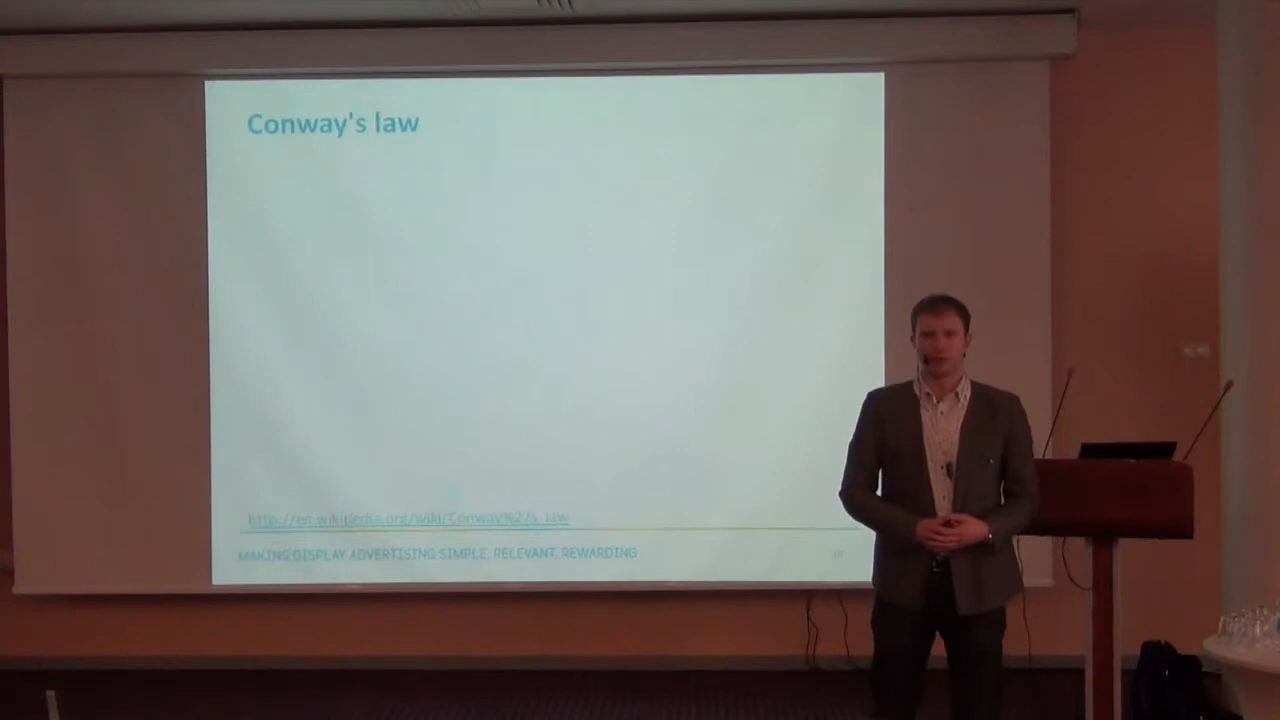 Conway's law
http://en.wikipedia.org/wiki/Conway%27s_law
MAKING DISPLAY ADVERTISING SIMPLE, RELEVANT, REWARDING